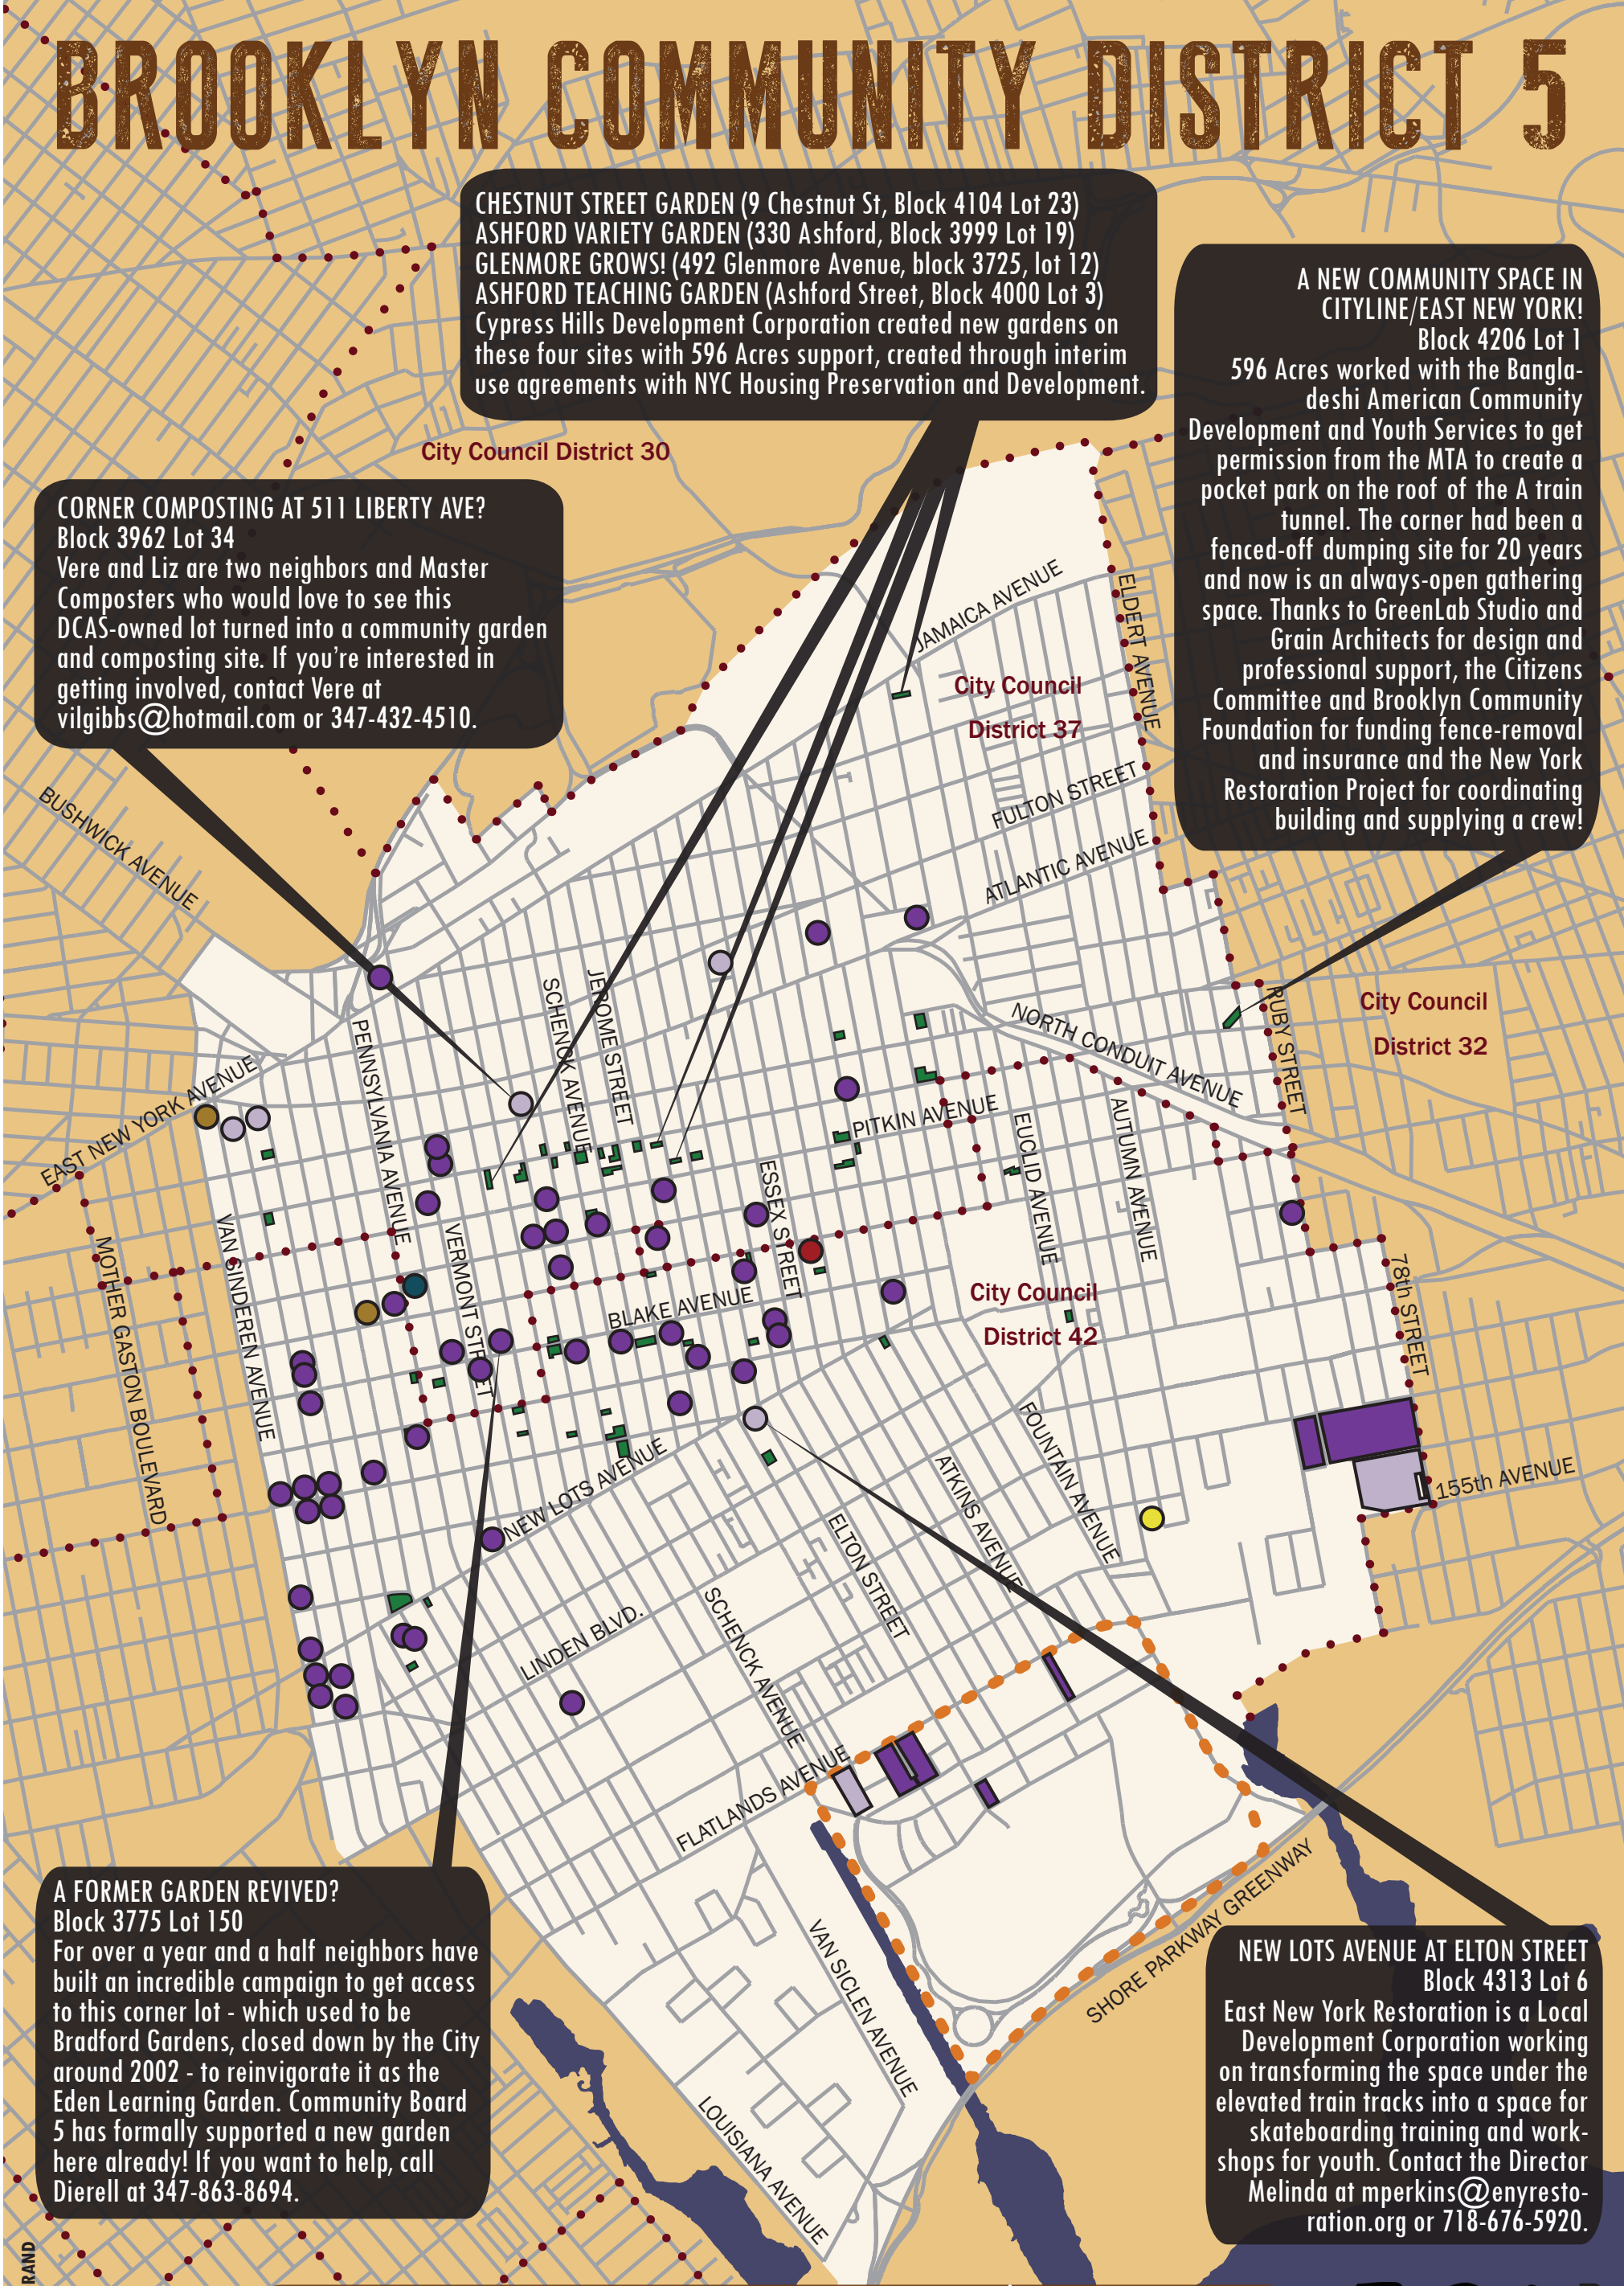 BROOKLYN COMMUNITY DISTRICT 5
CHESTNUT STREET GARDEN (9 Chestnut St, Block 4104 Lot 23)
ASHFORD VARIETY GARDEN (330 Ashford, Block 3999 Lot 19)
GLENMORE GROWS! (492 Glenmore Avenue, block 3725, lot 12)
ASHFORD TEACHING GARDEN (Ashford Street, Block 4000 Lot 3)
Cypress Hills Development Corporation created new gardens on
these four sites with 596 Acres support, created through interim
use agreements with NYC Housing Preservation and Development.
A NEW COMMUNITY SPACE IN
CITYLINE/EAST NEW YORK!
Block 4206 Lot 1
596 Acres worked with the Bangla-
deshi American Community
Development and Youth Services to get
permission from the MTA to create a
pocket park on the roof of the A train
tunnel. The corner had been a
fenced-off dumping site for 20 years
and now is an always-open gathering
space. Thanks to GreenLab Studio and
Grain Architects for design and
professional support, the Citizens
Committee and Brooklyn Community
Foundation for funding fence-removal
and insurance and the New York
Restoration Project for coordinating
building and supplying a crew!
City Council District 30
CORNER COMPOSTING AT 511 LIBERTY AVE?
Block 3962 Lot 34
Vere and Liz are two neighbors and Master
Composters who would love to see this
DCAS-owned lot turned into a community garden
and composting site. If you're interested in
getting involved, contact Vere at
vilgibbs@hotmail.com or 347-432-4510.
JAMAICA AVENUE
ELDERT AVENUE
City Council
District 37
FULTON STREET
ATLANTIC AVENUE
BUSHWICK AVENUE
SCHENCK AVENUE
JEROME STREET
PENNSYLVANIA AVENUE
NORTH CONDUIT AVENUE
RUBY STREET
City Council
District 32
EAST NEW YORK AVENUE
PITKIN AVENUE
EUCLID AVENUE
AUTUMN AVENUE
ESSEX STREET
VAN SINDEREN AVENUE
MOTHER GASTON BOULEVARD
VERMONT STREET
BLAKE AVENUE
City Council
District 42
78th STREET
155th AVENUE
FOUNTAIN AVENUE
ATKINS AVENUE
NEW LOTS AVENUE
ELTON STREET
LINDEN BLVD.
SCHENCK AVENUE
FLATLANDS AVENUE
SHORE PARKWAY GREENWAY
VAN SICLEN AVENUE
LOUISIANA AVENUE
A FORMER GARDEN REVIVED?
Block 3775 Lot 150
For over a year and a half neighbors have
built an incredible campaign to get access
to this corner lot - which used to be
Bradford Gardens, closed down by the City
around 2002 - to reinvigorate it as the
Eden Learning Garden. Community Board
5 has formally supported a new garden
here already! If you want to help, call
Dierell at 347-863-8694.
NEW LOTS AVENUE AT ELTON STREET
Block 4313 Lot 6
East New York Restoration is a Local
Development Corporation working
on transforming the space under the
elevated train tracks into a space for
skateboarding training and work-
shops for youth. Contact the Director
Melinda at mperkins@enyresto-
ration.org or 718-676-5920.
RAND